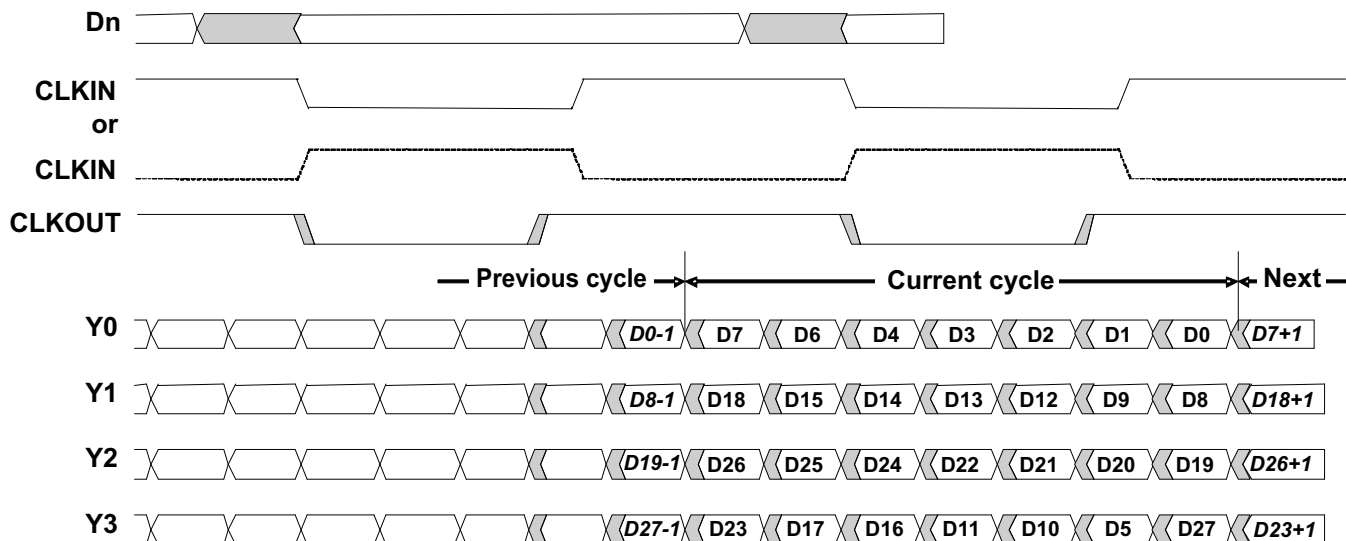 Dn
CLKIN
or
CLKIN
CLKOUT
Previous cycle Current cycle Next
Y0 D0-1 D7 D6 D4 D3 D2 D1 D0 D7+1
Y1 D8-1 D18 D15 D14 D13 D12 D9 D8 D18+1
Y2 D19-1 D26 D25 D24 D22 D21 D20 D19 D26+1
Y3 D27-1 D23 D17 D16 D11 D10 D5 D27 D23+1